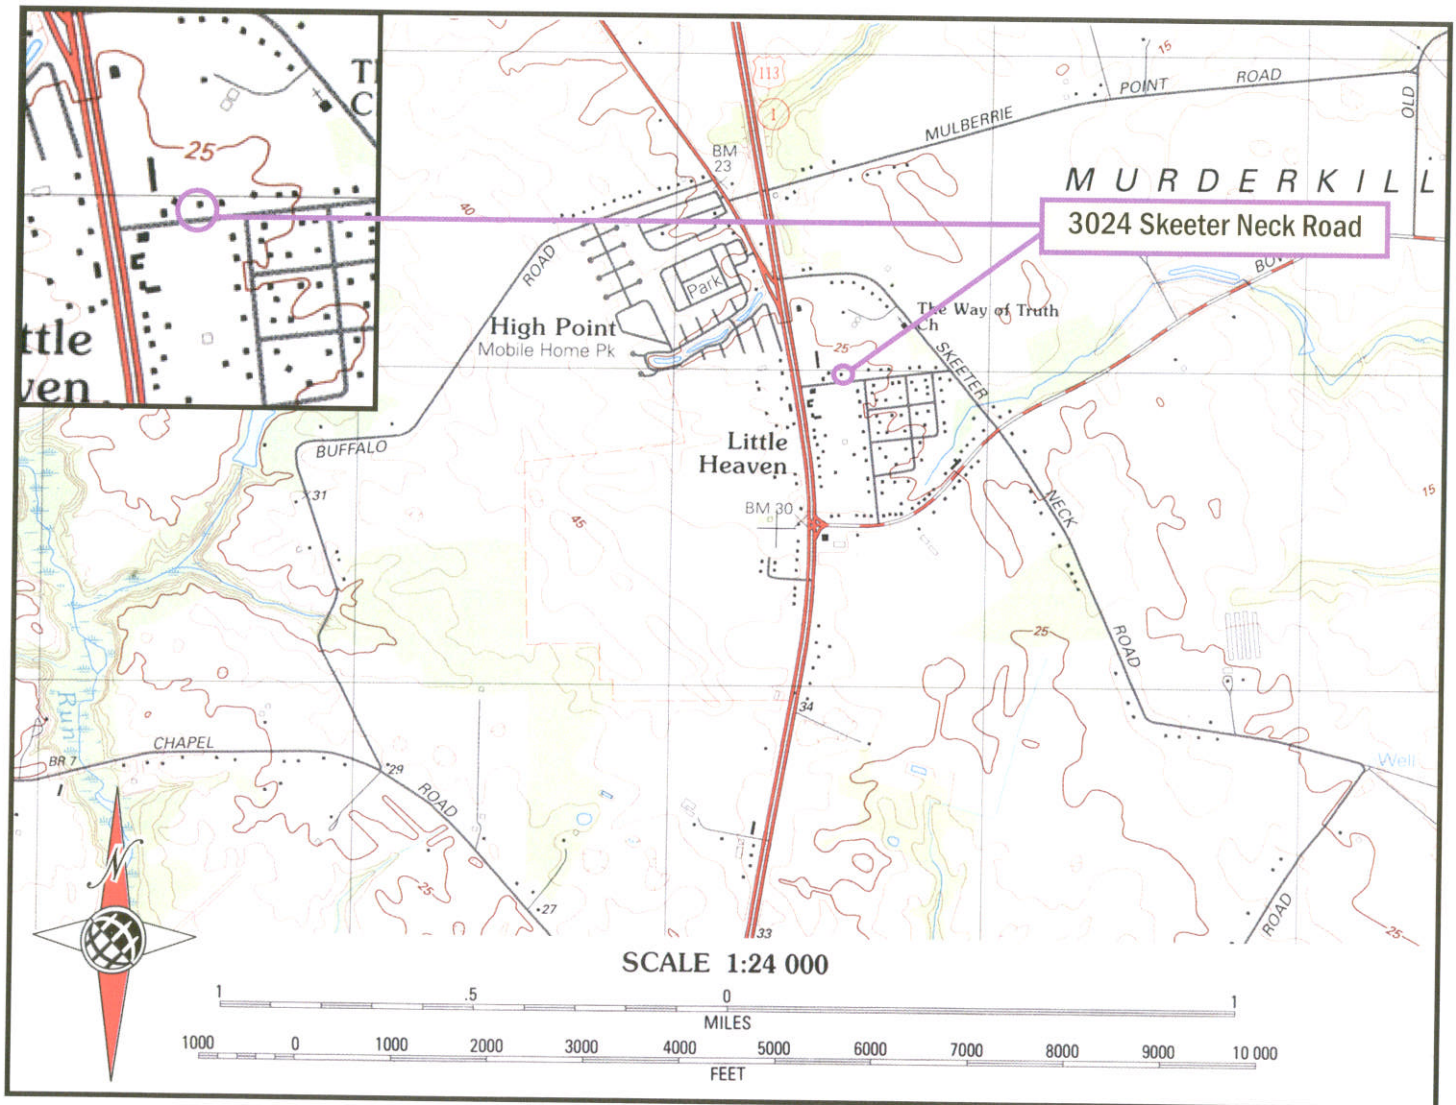 T
C
25
ttle
ven
113
1
15
MULBERRIE
POINT
ROAD
OLD
BM
23
MURDERKILL
40
3024 Skeeter Neck Road
ROAD
Park
High Point
Mobile Home Pk
The Way of Truth
Ch
25
SKEETER
BUFFALO
Little
Heaven
31
45
BM 30
NECK
15
25
ROAD
Run
34
CHAPEL
BR 7
29
ROAD
Well
25
27
ROAD
25
33
N
SCALE 1:24 000
1 .5 0 1
MILES
1000 0 1000 2000 3000 4000 5000 6000 7000 8000 9000 10 000
FEET